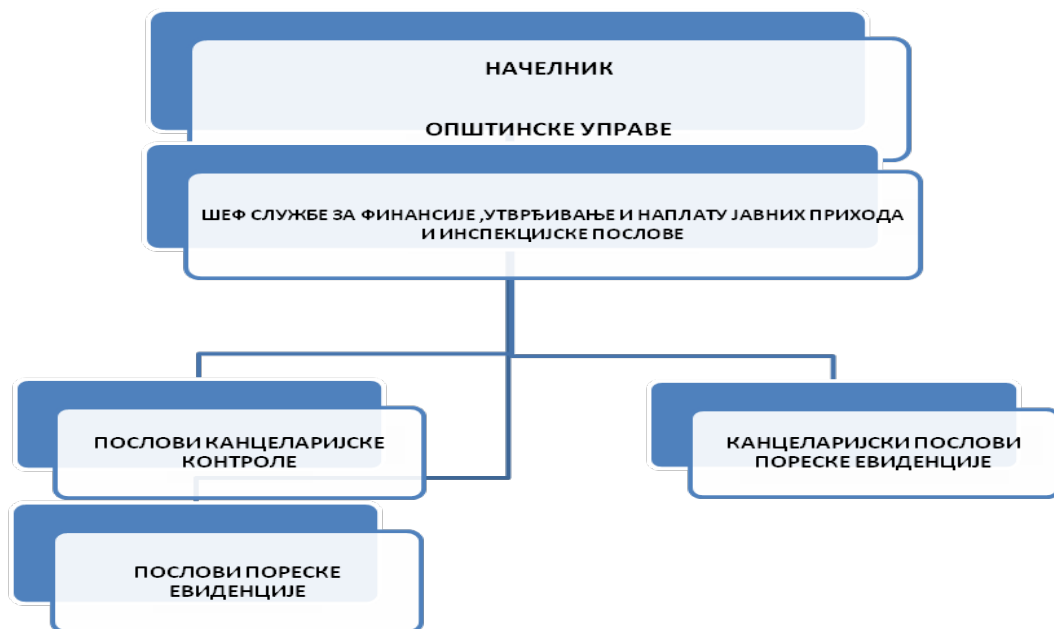 НАЧЕЛНИК
ОПШТИНСКЕ УПРАВЕ
ШЕФ СЛУЖБЕ ЗА ФИНАНСИЈЕ ,УТВРЂИВАЊЕ И НАПЛАТУ ЈАВНИХ ПРИХОДА
И ИНСПЕКЦИЈСКЕ ПОСЛОВЕ
ПОСЛОВИ КАНЦЕЛАРИЈСКЕ
КОНТРОЛЕ
КАНЦЕЛАРИЈСКИ ПОСЛОВИ
ПОРЕСКЕ ЕВИДЕНЦИЈЕ
ПОСЛОВИ ПОРЕСКЕ
ЕВИДЕНЦИЈЕ